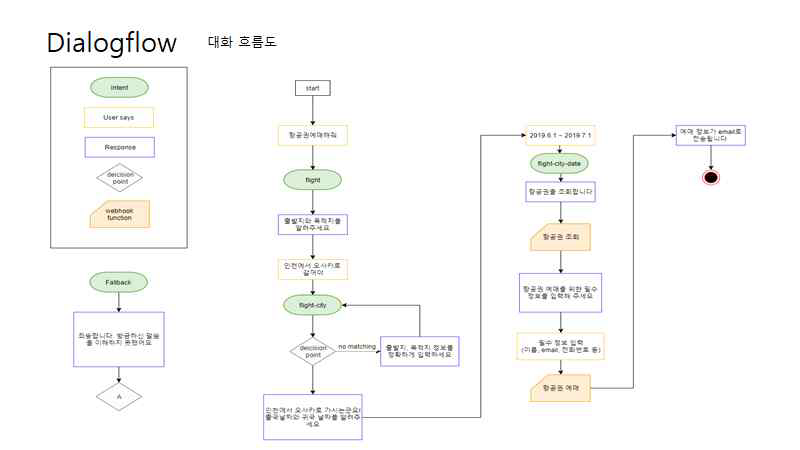 Dialogflow
대화 흐름도
intent
User says
Response
deicision
point
webhook
function
Fallback
죄송합니다. 방금하신 말씀
을 이해하지 못했어요
A
start
항공권예매해줘
flight
출발지와 목적지를
알려주세요
인천에서 오사카로
갈꺼야
flight-city
deicision
point
no matching
출발지, 목적지 정보를
정확하게 입력하세요
인천에서 오사카로 가시는군요!
출국날짜와 귀국 날짜를 알려주
세요
2019.6.1 ~ 2019.7.1
flight-city-date
항공권을 조회합니다
항공권 조회
항공권 예매를 위한 필수
정보를 입력해 주세요
필수 정보 입력
(이름, email, 전화번호 등)
항공권 예매
예매 정보가 email로
전송됩니다